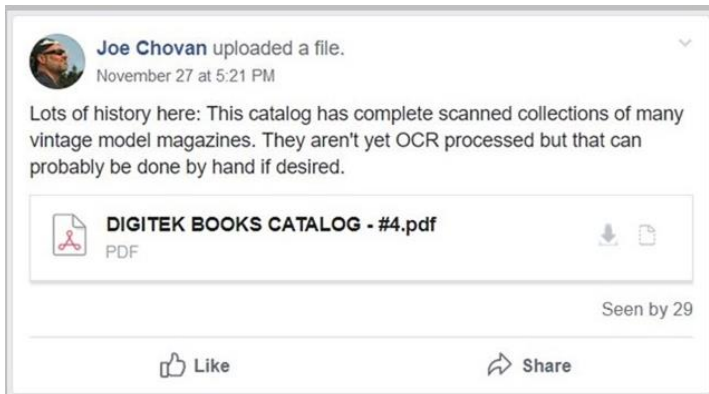 Joe Chovan uploaded a file.
November 27 at 5:21 PM
Lots of history here: This catalog has complete scanned collections of many
vintage model magazines. They aren't yet OCR processed but that can
probably be done by hand if desired.
DIGITEK BOOKS CATALOG - #4.pdf
PDF
Seen by 29
Like
Share